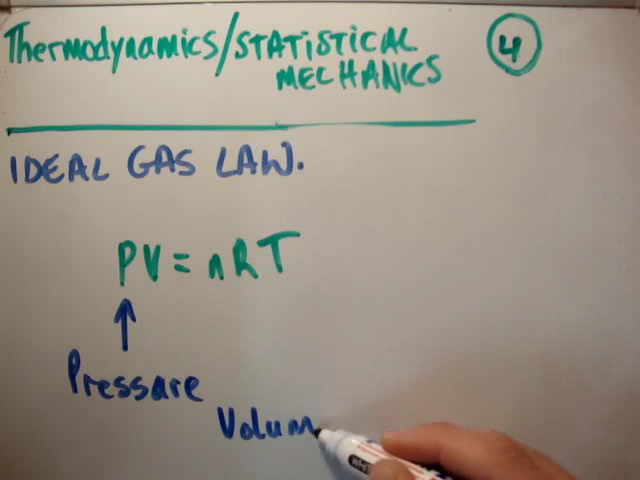 Thermodynamics/STATISTICAL
MECHANICS
4
IDEAL GAS LAW.
PV = nRT
Pressure
Volum